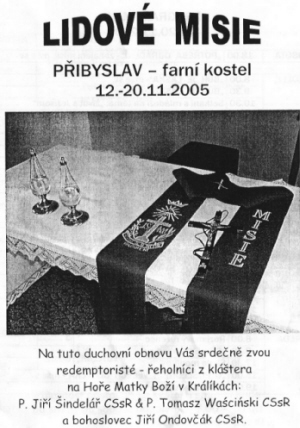 LIDOVÉ MISIE
PŘIBYSLAV – farní kostel
12.-20.11.2005
MISIE
Na tuto duchovní obnovu Vás srdečně zvou
redemptoristé - řeholníci z kláštera
na Hoře Matky Boží v Králíkách:
P. Jiří Šindelář CSsR & P. Tomasz Waściński CSsR
a bohoslovec Jiří Ondovčák CSsR.